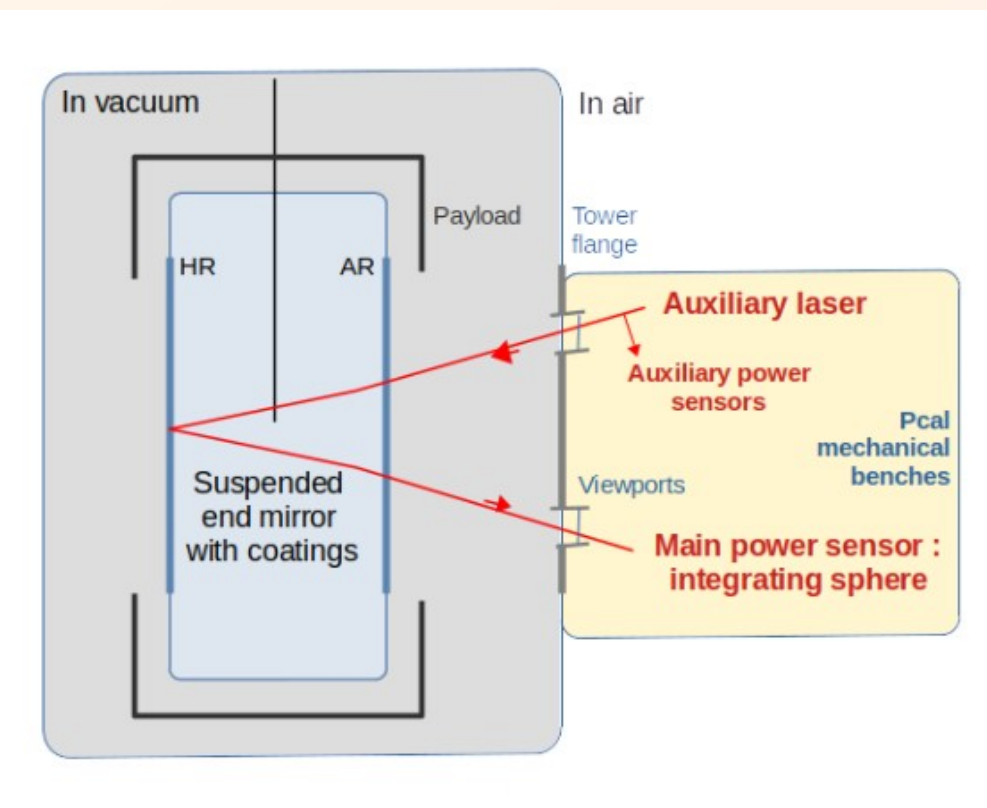 In vacuum
In air
Payload
Tower
flange
HR
AR
Auxiliary laser
Auxiliary power
sensors
Pcal
mechanical
benches
Suspended
end mirror
with coatings
Viewports
Main power sensor :
integrating sphere